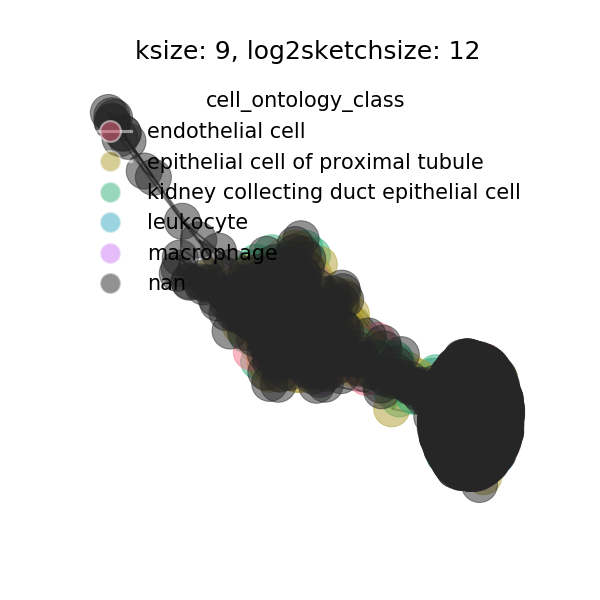 ksize: 9, log2sketchsize: 12
cell_ontology_class
endothelial cell
epithelial cell of proximal tubule
kidney collecting duct epithelial cell
leukocyte
macrophage
nan